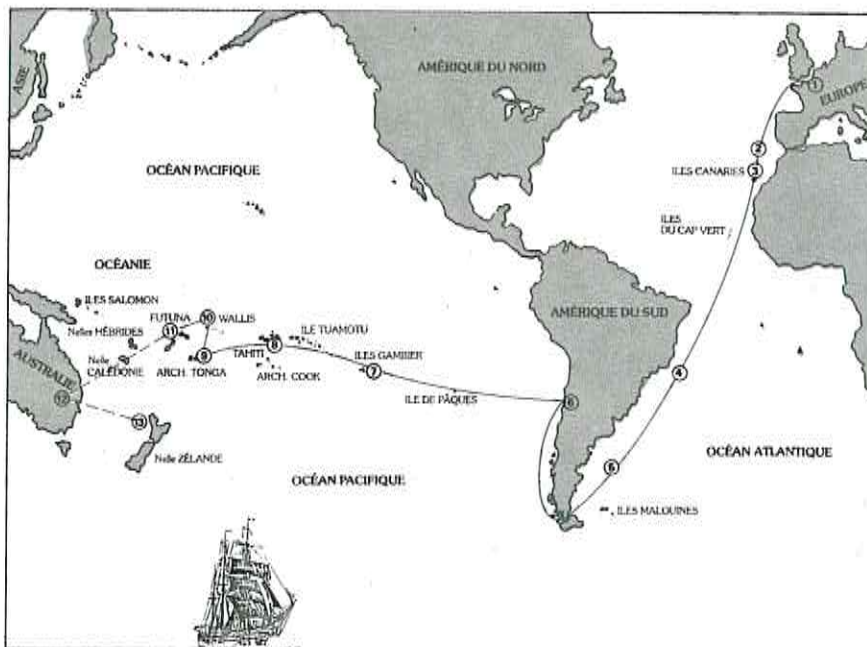 ASIE
AMÉRIQUE DU NORD
1
EUROPE
2
3
ILES CANARIES
OCÉAN PACIFIQUE
ILES
DU CAP VERT
OCÉANIE
ILES SALOMON
FUTUNA
10
WALLIS
11
Nelles HÉBRIDES
9
TAHITI
8
ILE TUAMOTU
AMÉRIQUE DU SUD
Nelle
CALÉDONIE
ARCH. TONGA
ARCH. COOK
ILES GAMBIER
7
4
AUSTRALIE
12
ILE DE PÂQUES
6
13
Nelle ZÉLANDE
OCÉAN PACIFIQUE
5
OCÉAN ATLANTIQUE
ILES MALOUINES